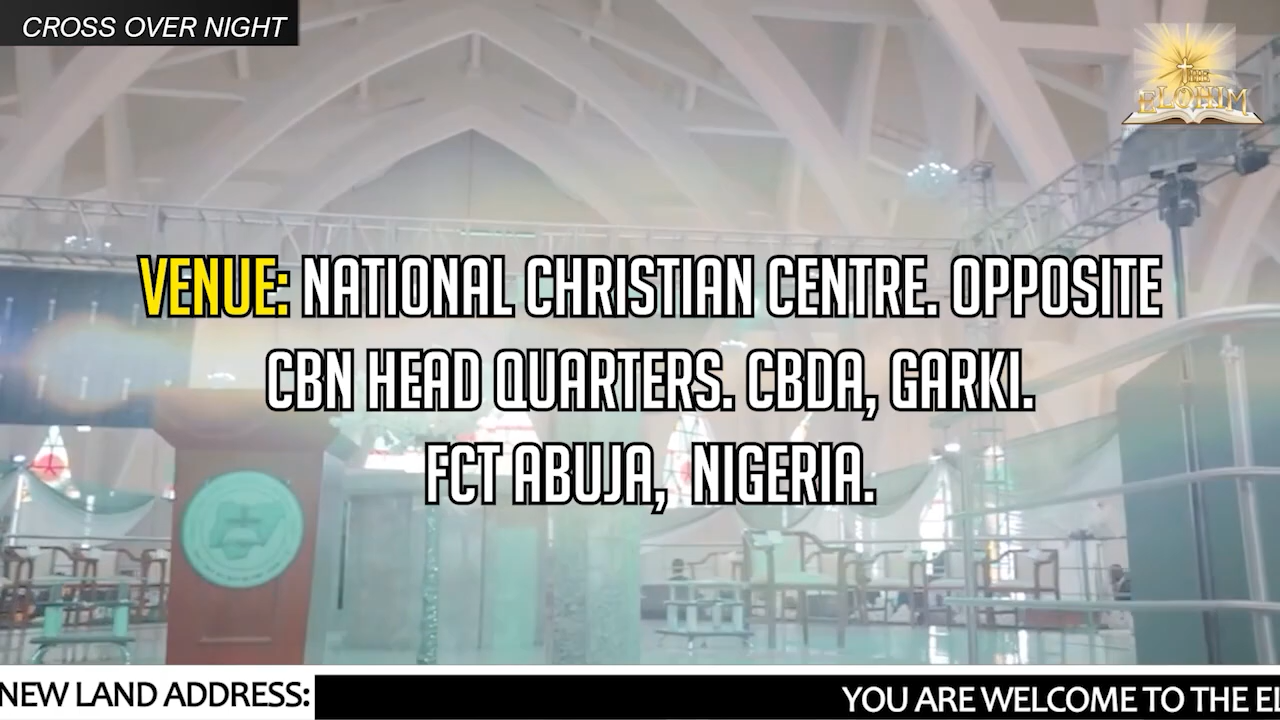 CROSS OVER NIGHT
THE
ELOHIM
VENUE: NATIONAL CHRISTIAN CENTRE. OPPOSITE
CBN HEAD QUARTERS. CBDA, GARKI.
FCT ABUJA, NIGERIA.
NEW LAND ADDRESS:
YOU ARE WELCOME TO THE EL